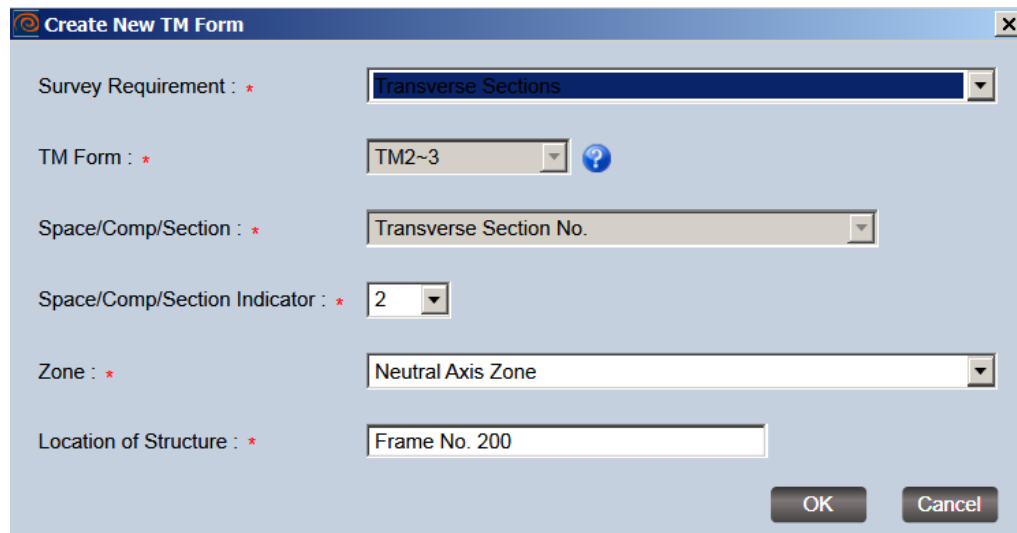 Create New TM Form
Survey Requirement : * Transverse Sections
TM Form : * TM2~3 ?
Space/Comp/Section : * Transverse Section No.
Space/Comp/Section Indicator : * 2
Zone : * Neutral Axis Zone
Location of Structure : * Frame No. 200
OK Cancel